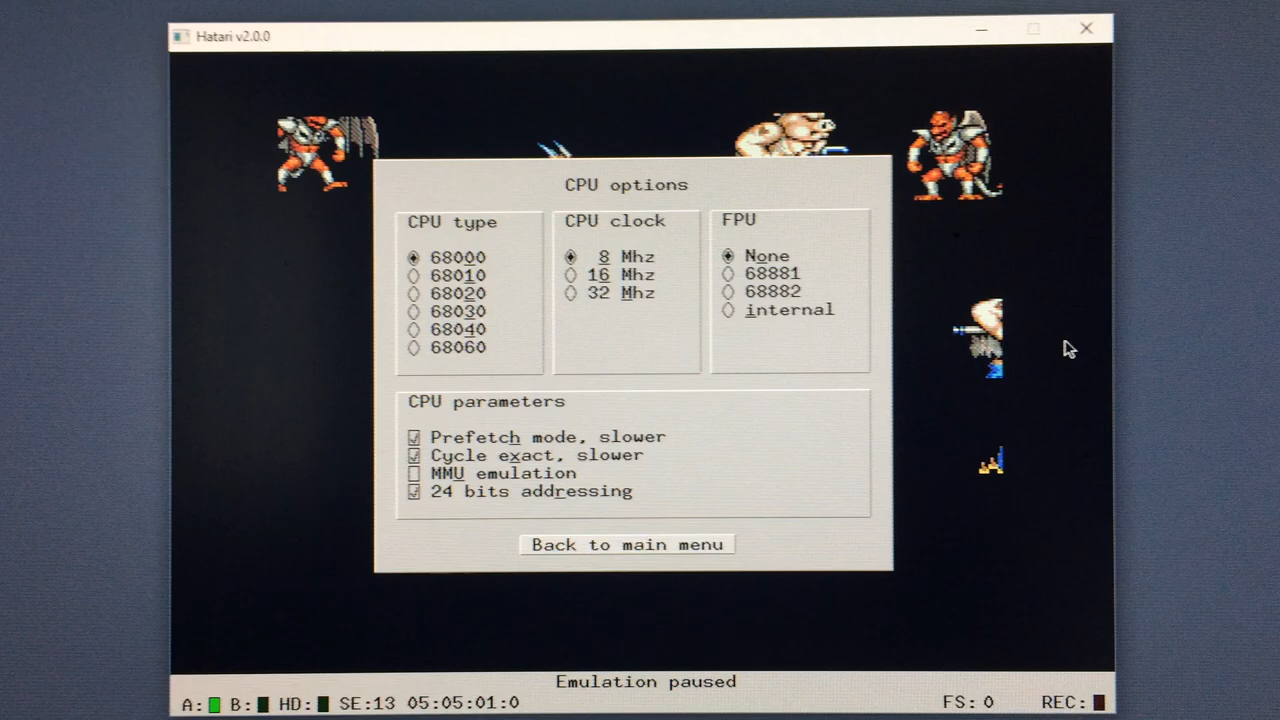 Hatari v2.0.0
CPU options
CPU type
68000
68010
68020
68030
68040
68060
CPU clock
8 Mhz
16 Mhz
32 Mhz
FPU
None
68881
68882
internal
CPU parameters
Prefetch mode, slower
Cycle exact, slower
MMU emulation
24 bits addressing
Back to main menu
Emulation paused
A: B: HD: SE:13 05:05:01:0 FS: 0 REC: